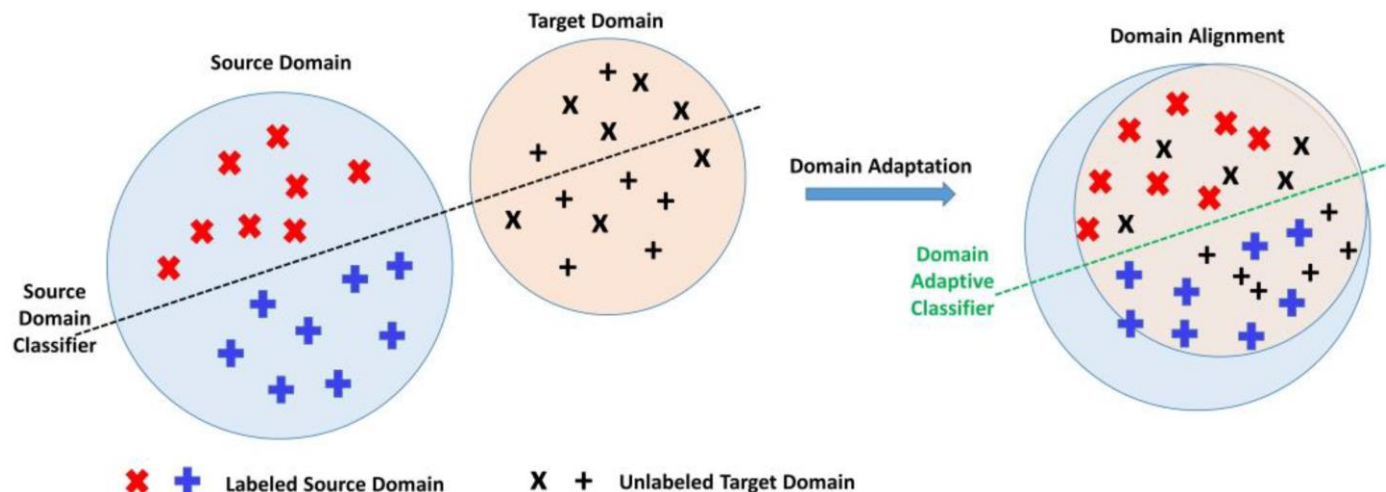 Target Domain
Source Domain
Domain Alignment
Domain Adaptation
Source
Domain
Classifier
Domain
Adaptive
Classifier
Labeled Source Domain
Unlabeled Target Domain